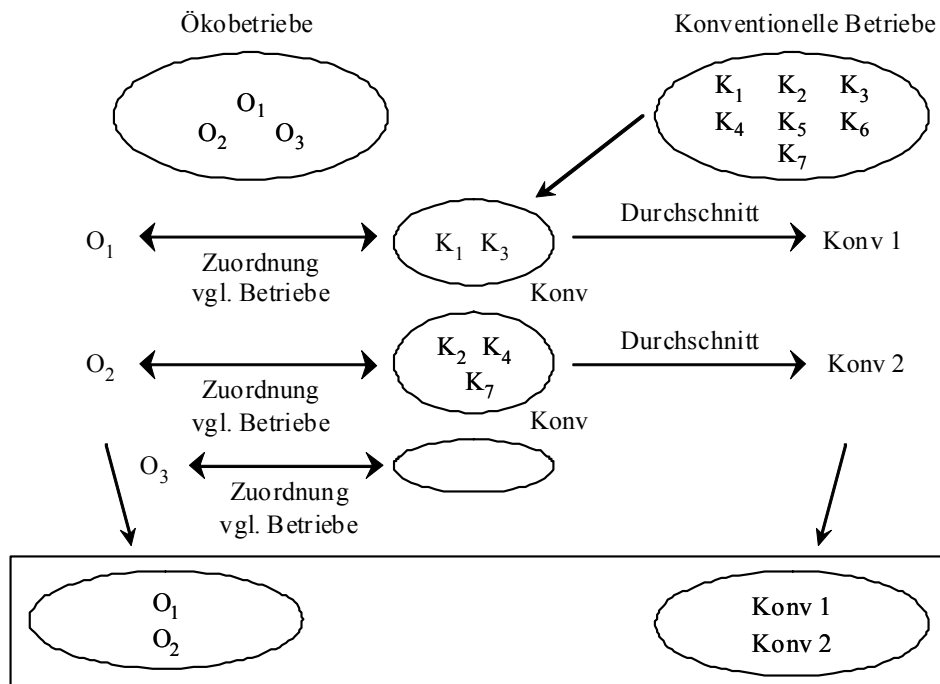 Ökobetriebe Konventionelle Betriebe
O₁
O₂ O₃
K₁ K₂ K₃
K₄ K₅ K₆
K₇
O₁ K₁ K₃ Durchschnitt Konv 1
Zuordnung
vgl. Betriebe
Konv
O₂ K₂ K₄ Durchschnitt Konv 2
K₇
Zuordnung
vgl. Betriebe
Konv
O₃
Zuordnung
vgl. Betriebe
O₁
O₂
Konv 1
Konv 2